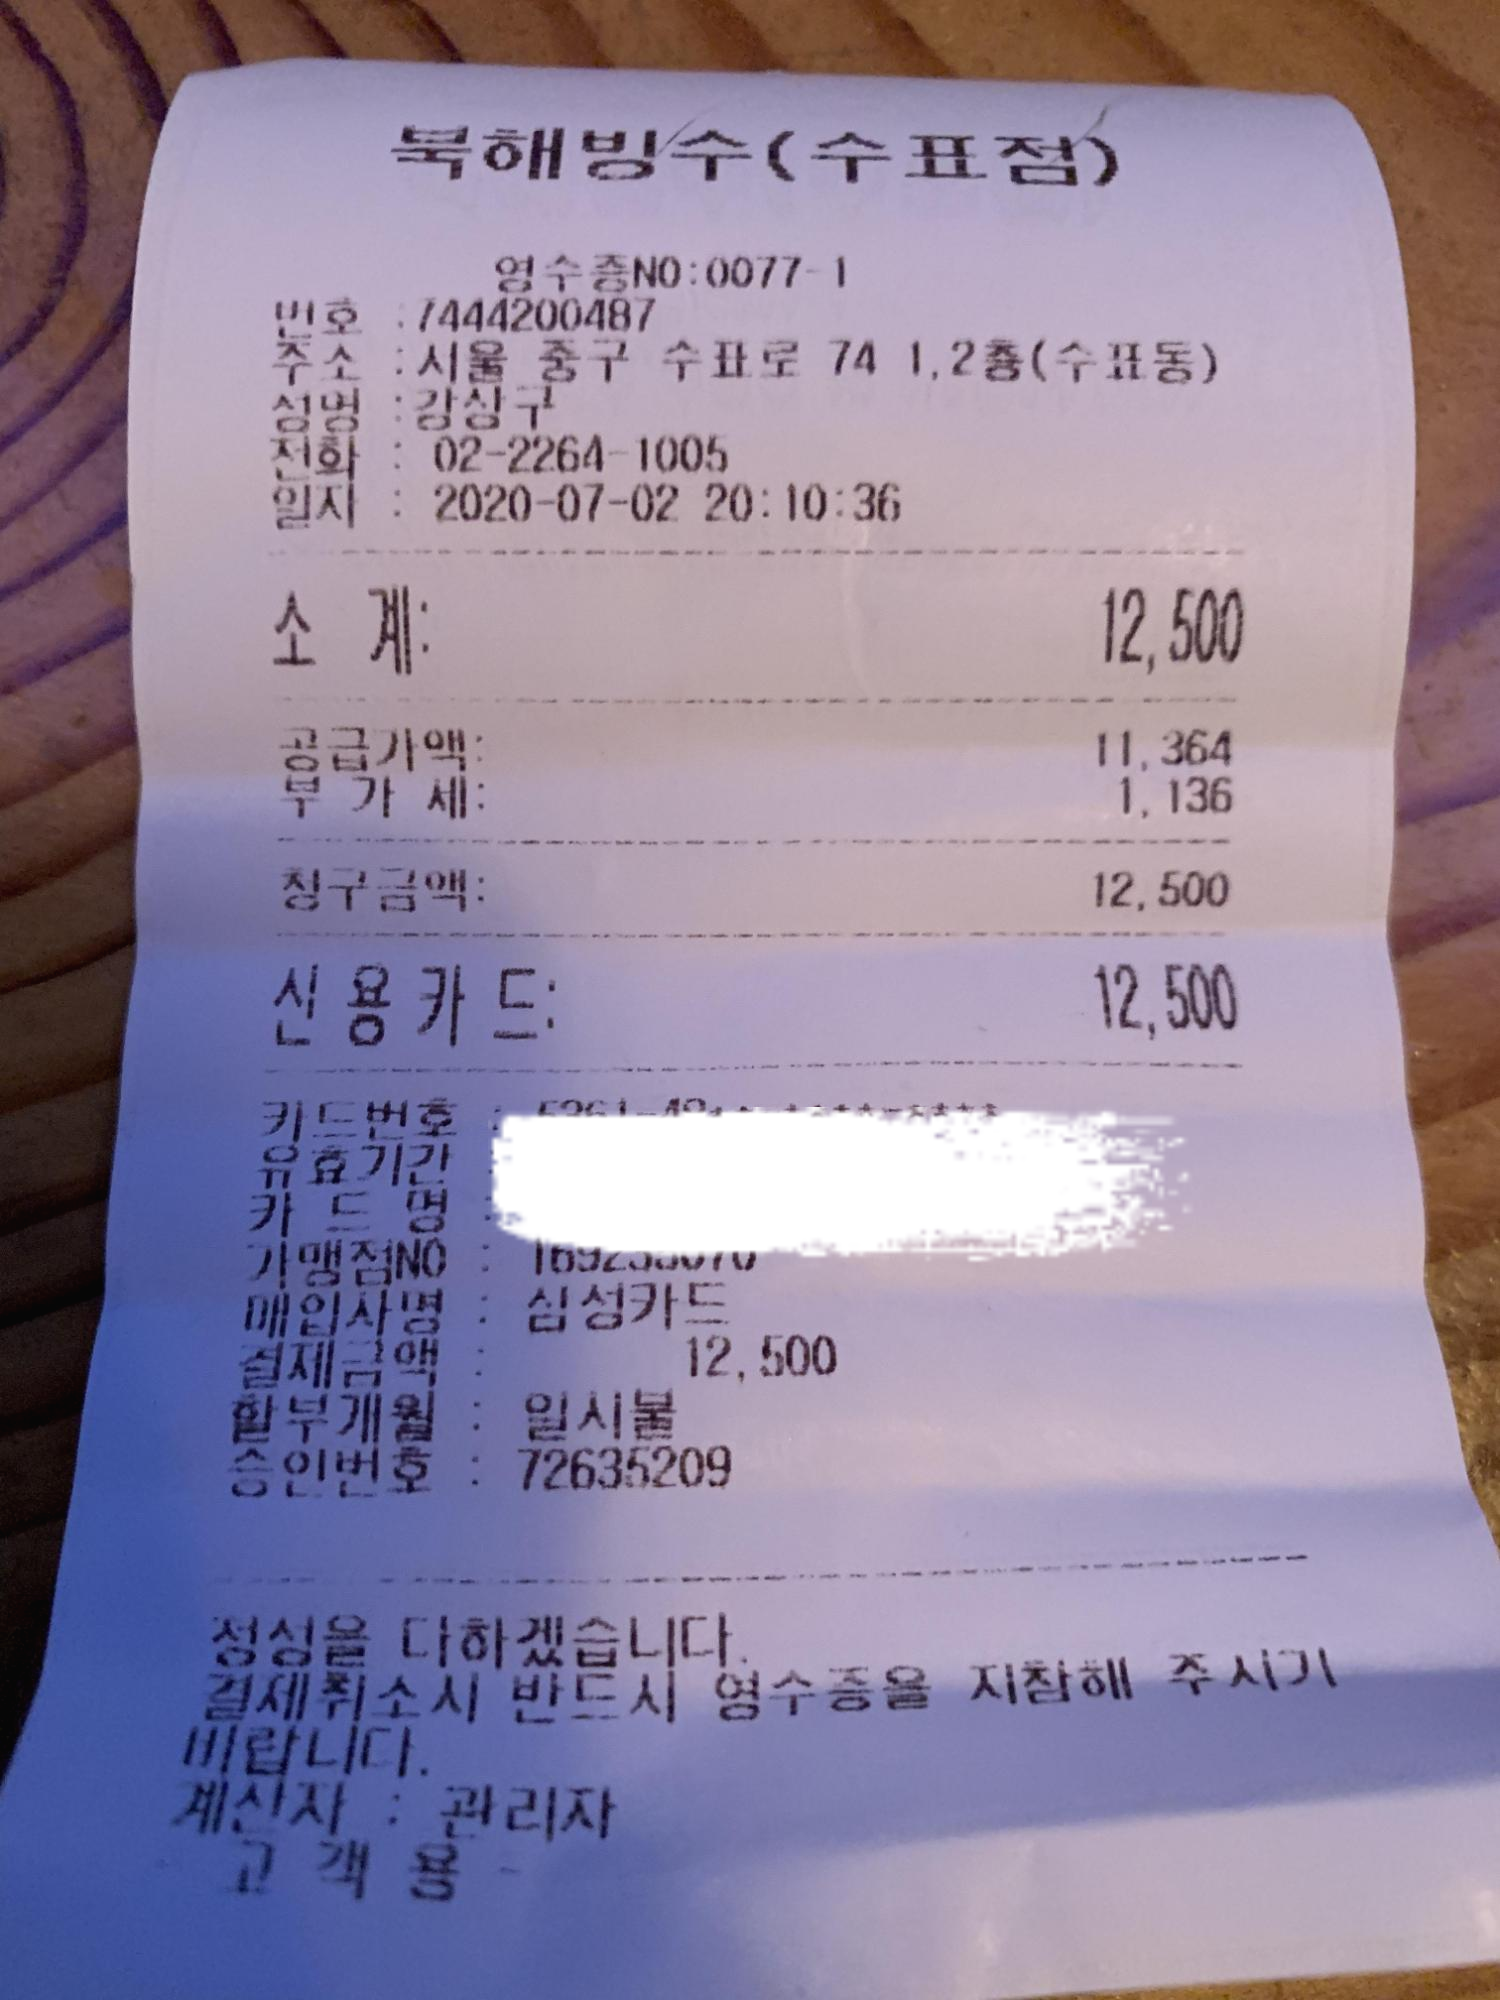 북해빙수(수표점)
영수증NO:0077-1
번호 :7444200487
주소 :서울 중구 수표로 74 1,2층(수표동)
성명 :강상구
전화 : 02-2264-1005
일자 : 2020-07-02 20:10:36
소 계: 12,500
공급가액: 11,364
부 가 세: 1,136
청구금액: 12,500
신용카드: 12,500
카드번호 :
유효기간
카 드 명 :
가맹점NO :
매입사명 : 삼성카드
결제금액 : 12,500
할부개월 : 일시불
승인번호 : 72635209
정성을 다하겠습니다.
결제취소시 반드시 영수증을 지참해 주시기
바랍니다.
계산자 : 관리자
고 객 용